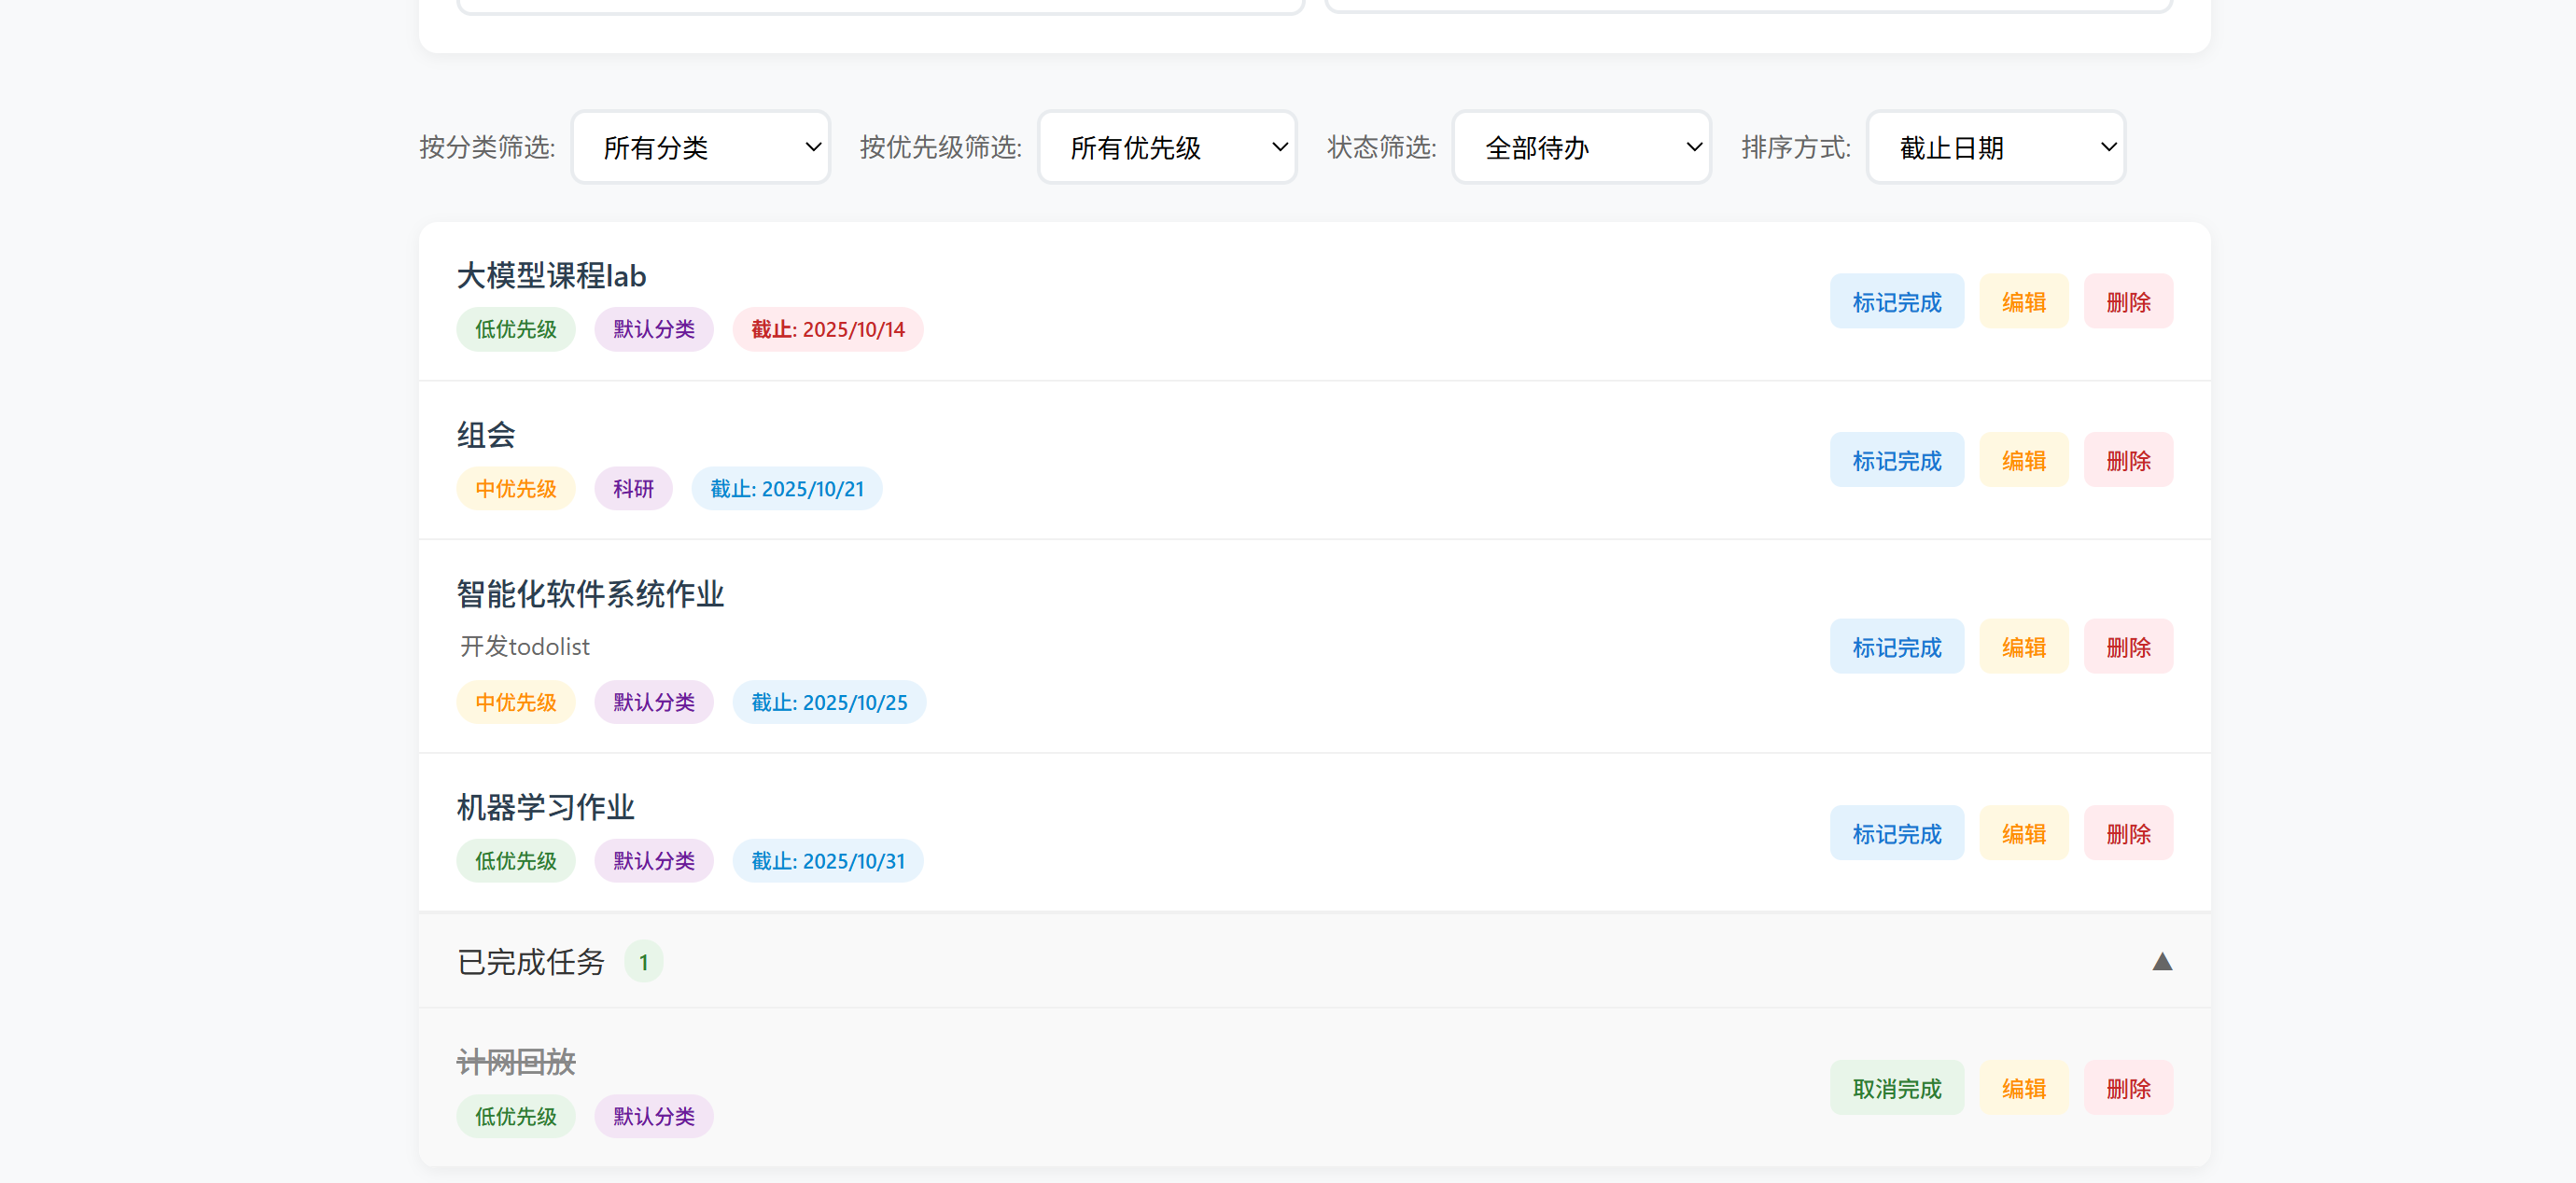 按分类筛选: 所有分类 按优先级筛选: 所有优先级 状态筛选: 全部待办 排序方式: 截止日期
大模型课程lab
低优先级 默认分类 截止: 2025/10/14
标记完成 编辑 删除
组会
中优先级 科研 截止: 2025/10/21
标记完成 编辑 删除
智能化软件系统作业
开发todolist
中优先级 默认分类 截止: 2025/10/25
标记完成 编辑 删除
机器学习作业
低优先级 默认分类 截止: 2025/10/31
标记完成 编辑 删除
已完成任务 1 ▲
计网回放
低优先级 默认分类
取消完成 编辑 删除